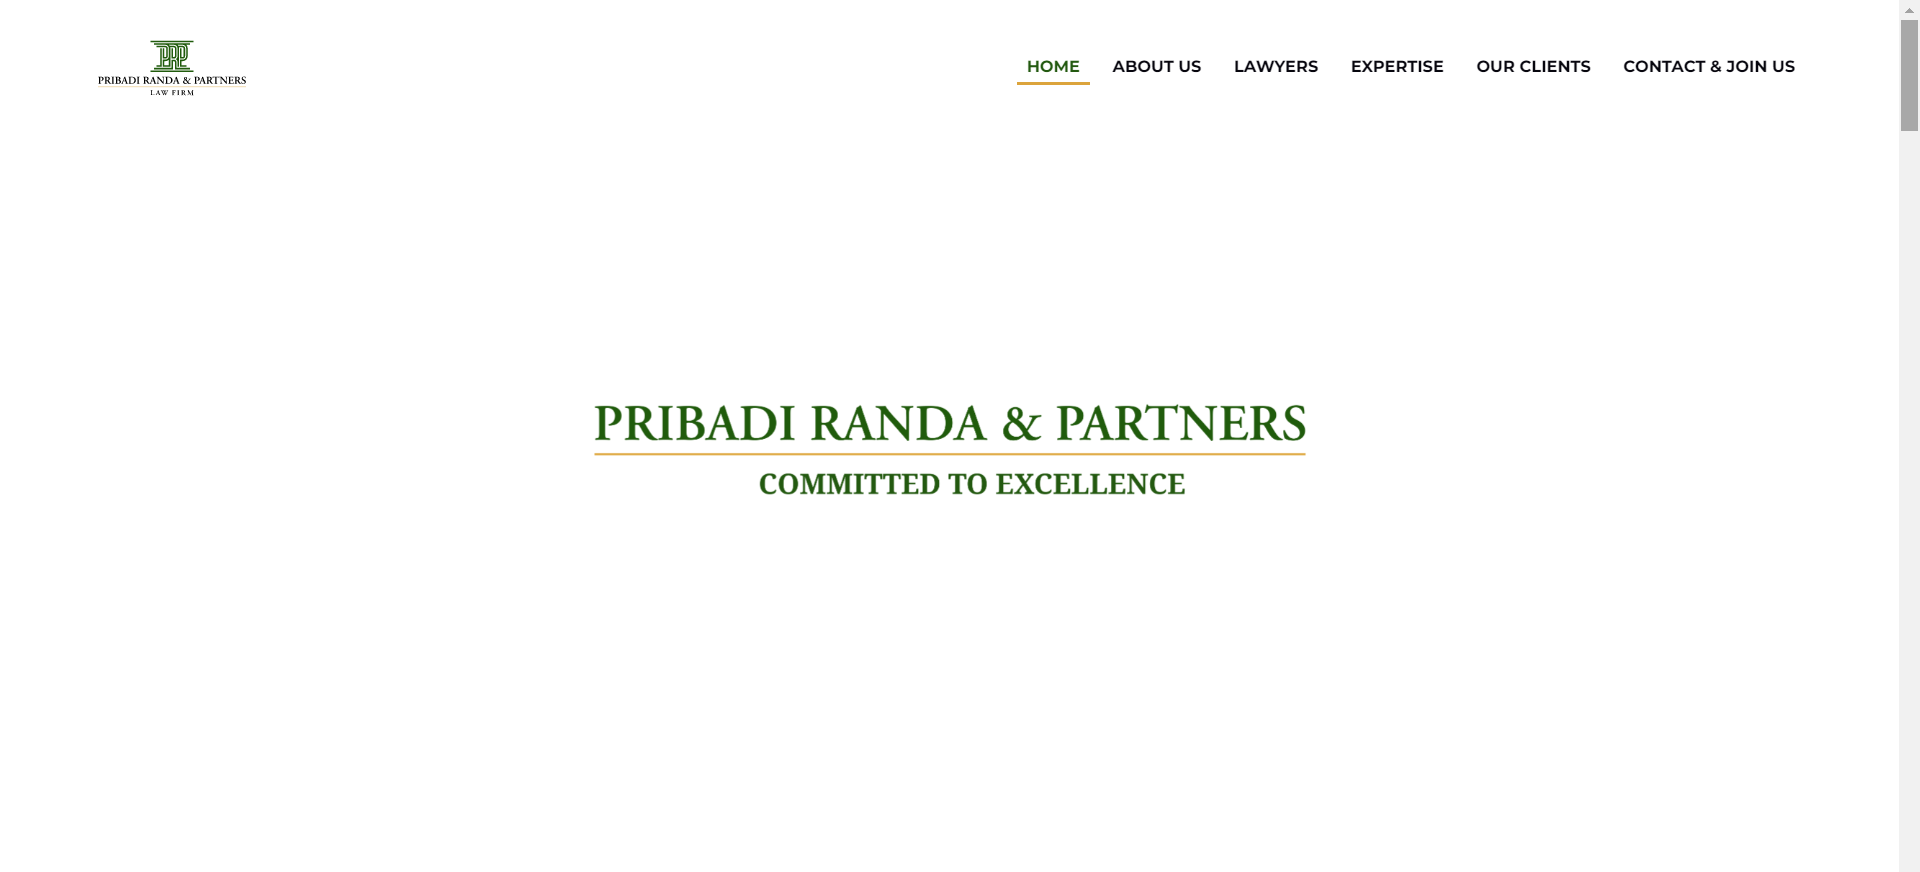 PRP
PRIBADI RANDA & PARTNERS
LAW FIRM
HOME
ABOUT US
LAWYERS
EXPERTISE
OUR CLIENTS
CONTACT & JOIN US
PRIBADI RANDA & PARTNERS
COMMITTED TO EXCELLENCE